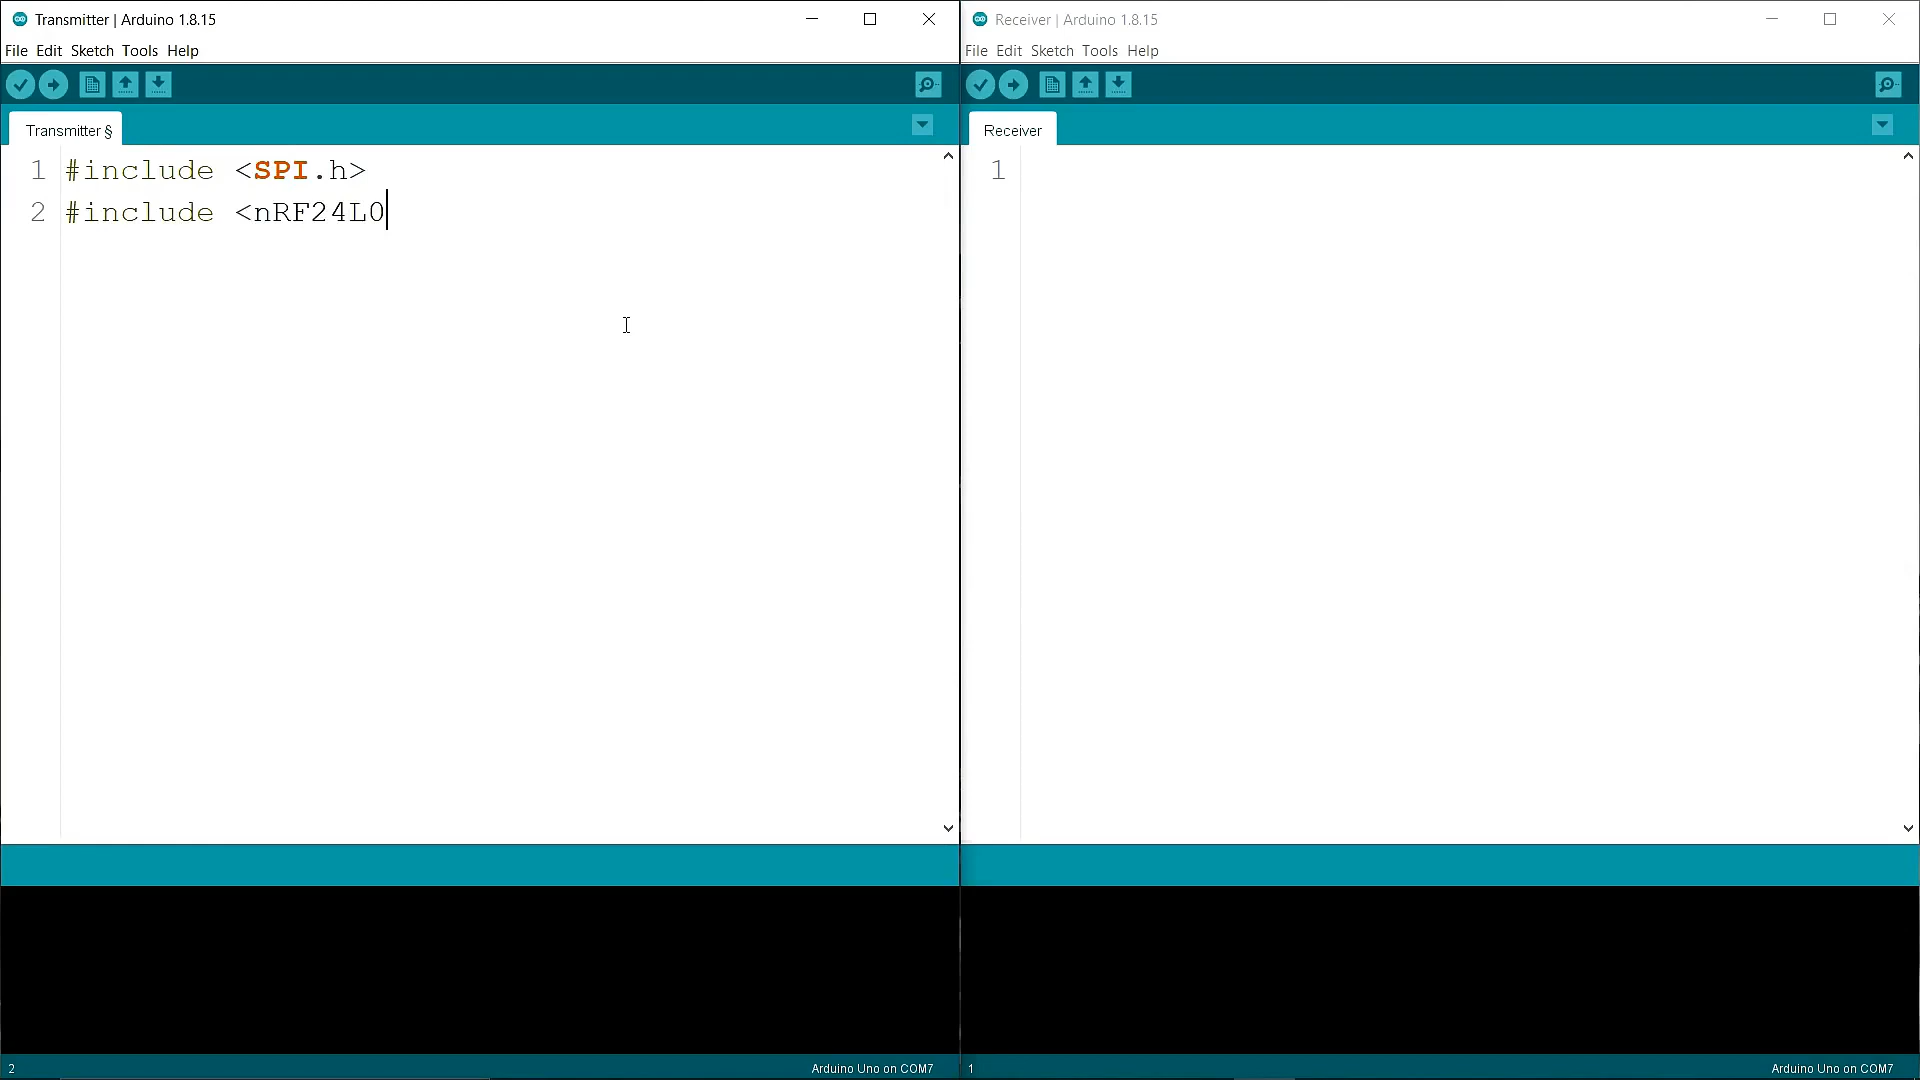 Transmitter | Arduino 1.8.15
File Edit Sketch Tools Help
Transmitter §
1 #include <SPI.h>
2 #include <nRF24L0
2 Arduino Uno on COM7
Receiver | Arduino 1.8.15
File Edit Sketch Tools Help
Receiver
1
1 Arduino Uno on COM7